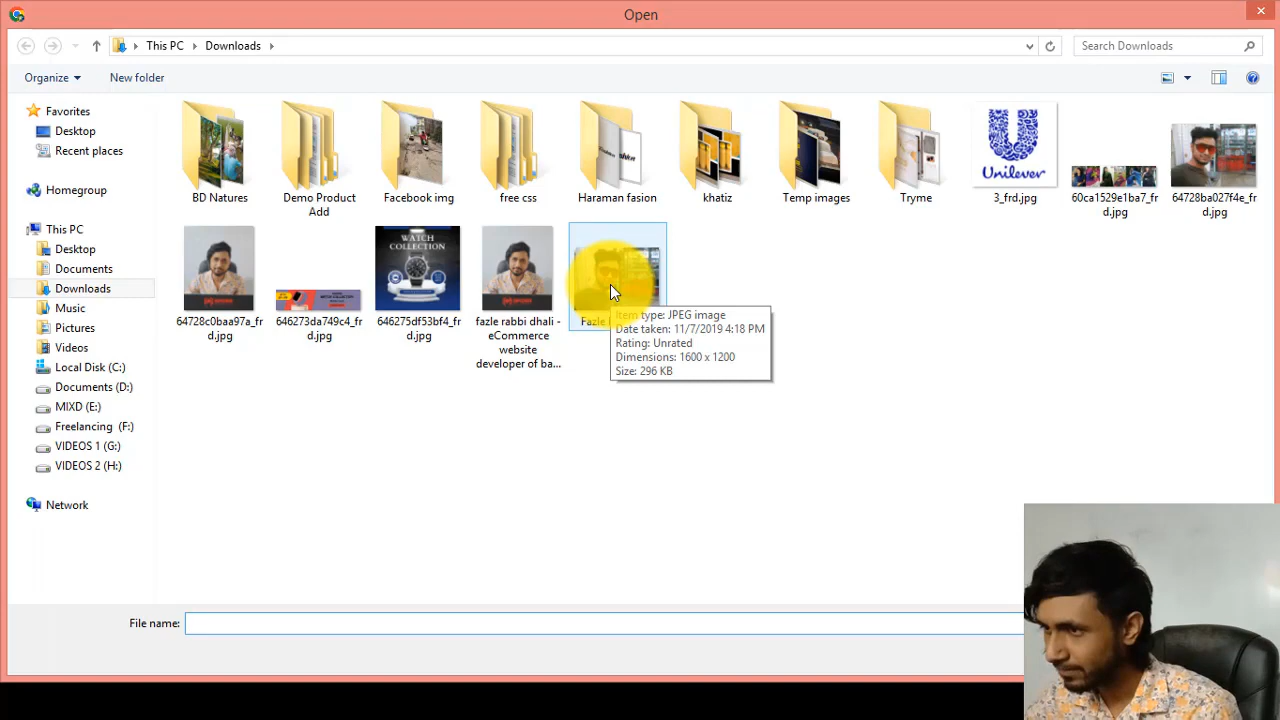 Open
This PC
Downloads
Search Downloads
Organize
New folder
Favorites
Desktop
Recent places
Homegroup
This PC
Desktop
Documents
Downloads
Music
Pictures
Videos
Local Disk (C:)
Documents (D:)
MIXD (E:)
Freelancing (F:)
VIDEOS 1 (G:)
VIDEOS 2 (H:)
Network
BD Natures
Demo Product
Add
Facebook img
free css
Haraman fasion
khatiz
Temp images
Tryme
Unilever
3_frd.jpg
60ca1529e1ba7_fr
d.jpg
64728ba027f4e_fr
d.jpg
64728c0baa97a_fr
d.jpg
646273da749c4_fr
d.jpg
WATCH
COLLECTION
646275df53bf4_fr
d.jpg
fazle rabbi dhali -
eCommerce
website
developer of ba...
Item type: JPEG image
Date taken: 11/7/2019 4:18 PM
Rating: Unrated
Dimensions: 1600 x 1200
Size: 296 KB
File name: